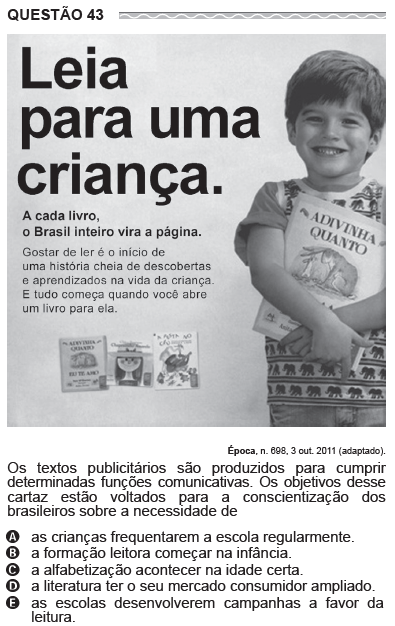 QUESTÃO 43
Leia
para uma
criança.
A cada livro,
o Brasil inteiro vira a página.
Gostar de ler é o início de
uma história cheia de descobertas
e aprendizados na vida da criança.
E tudo começa quando você abre
um livro para ela.
ADIVINHA
QUANTO
ADIVINHA
QUANTO
EU TE AMO
Época, n. 698, 3 out. 2011 (adaptado).
Os textos publicitários são produzidos para cumprir
determinadas funções comunicativas. Os objetivos desse
cartaz estão voltados para a conscientização dos
brasileiros sobre a necessidade de
A as crianças frequentarem a escola regularmente.
B a formação leitora começar na infância.
C a alfabetização acontecer na idade certa.
D a literatura ter o seu mercado consumidor ampliado.
E as escolas desenvolverem campanhas a favor da
leitura.